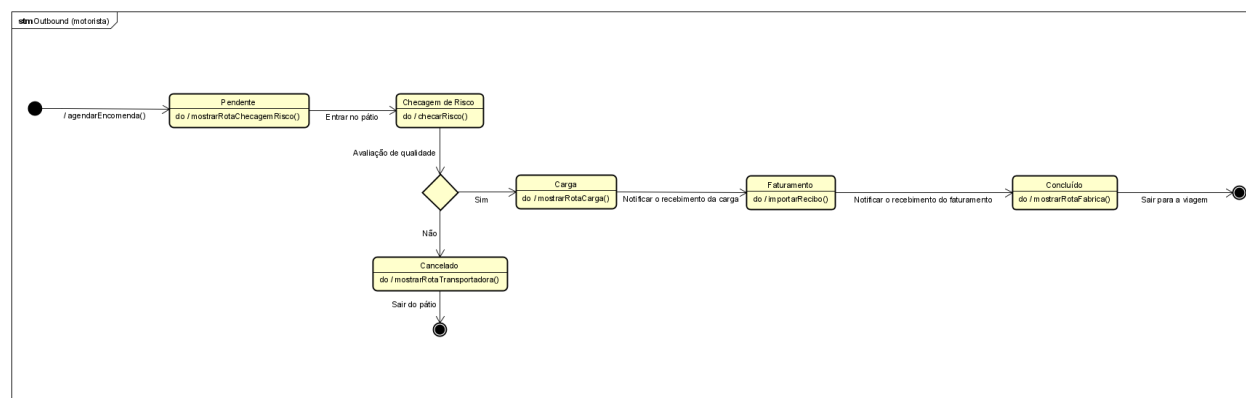 stm Outbound (motorista)
/ agendarEncomenda()
Pendente
do / mostrarRotaChecagemRisco()
Entrar no pátio
Checagem de Risco
do / checarRisco()
Avaliação de qualidade
Sim
Carga
do / mostrarRotaCarga()
Notificar o recebimento da carga
Faturamento
do / importarRecibo()
Notificar o recebimento do faturamento
Concluído
do / mostrarRotaFabrica()
Sair para a viagem
Não
Cancelado
do / mostrarRotaTransportadora()
Sair do pátio